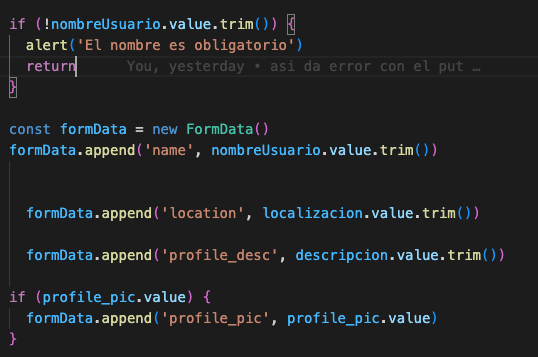 if (!nombreUsuario.value.trim()) {
alert('El nombre es obligatorio')
return You, yesterday • asi da error con el put …
}
const formData = new FormData()
formData.append('name', nombreUsuario.value.trim())
formData.append('location', localizacion.value.trim())
formData.append('profile_desc', descripcion.value.trim())
if (profile_pic.value) {
formData.append('profile_pic', profile_pic.value)
}